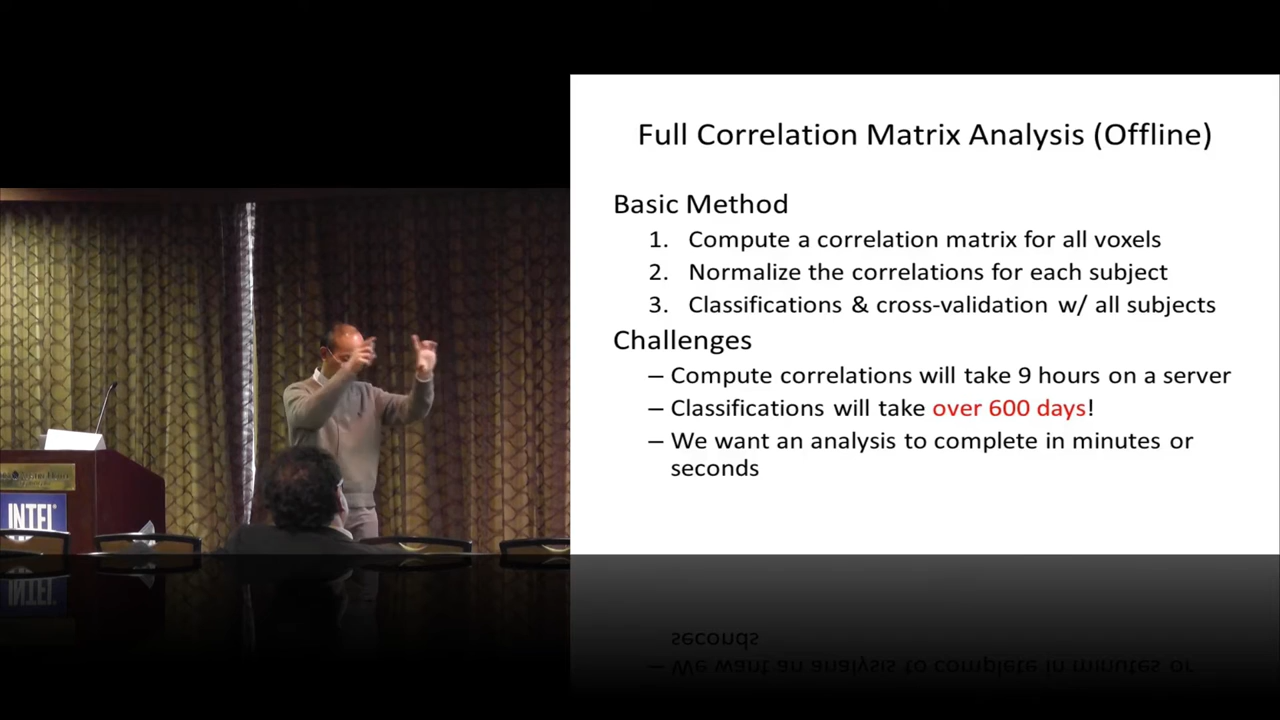 Full Correlation Matrix Analysis (Offline)
Basic Method
1. Compute a correlation matrix for all voxels
2. Normalize the correlations for each subject
3. Classifications & cross-validation w/ all subjects
Challenges
– Compute correlations will take 9 hours on a server
– Classifications will take over 600 days!
– We want an analysis to complete in minutes or
seconds
INTEL